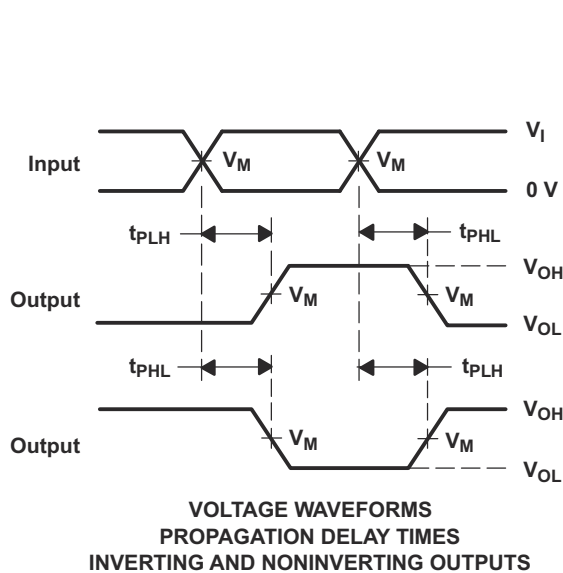 V_I
Input
V_M
V_M
0 V
t_PLH
t_PHL
V_OH
Output
V_M
V_M
V_OL
t_PHL
t_PLH
V_OH
Output
V_M
V_M
V_OL
VOLTAGE WAVEFORMS
PROPAGATION DELAY TIMES
INVERTING AND NONINVERTING OUTPUTS